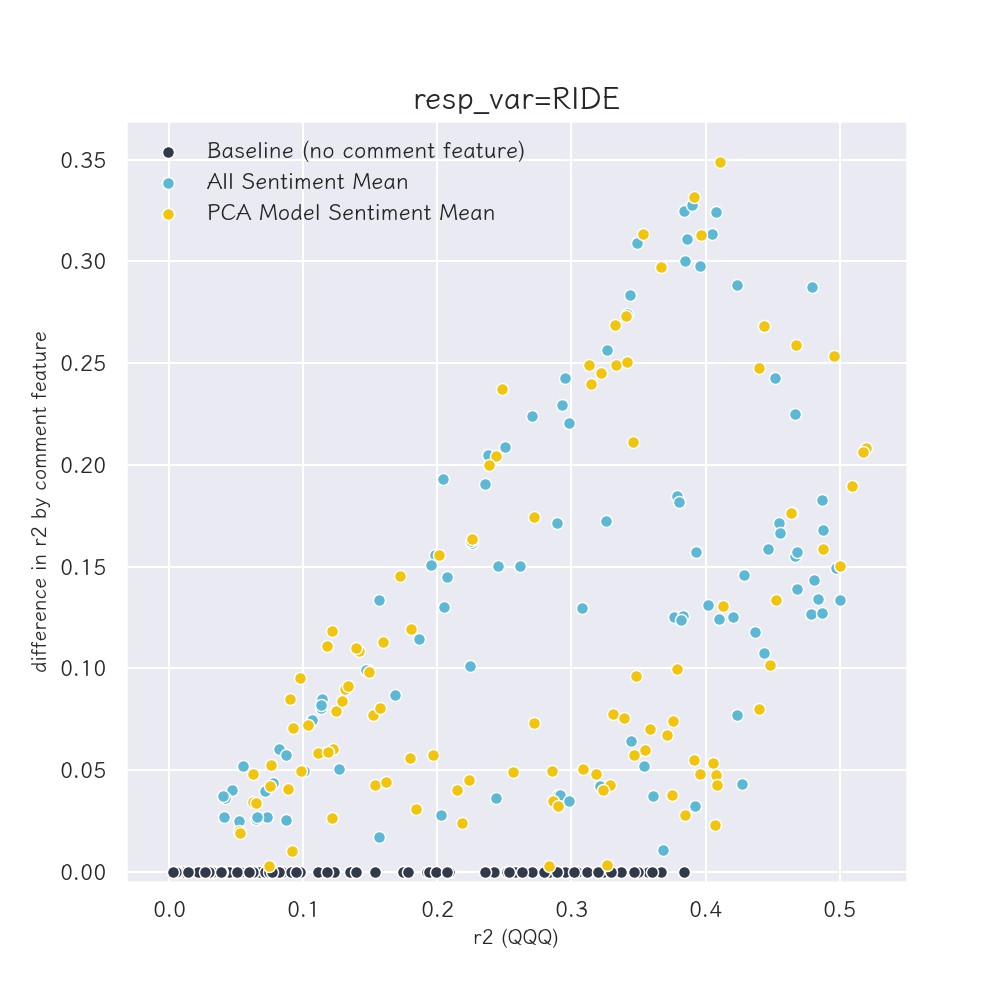 resp_var=RIDE
Baseline (no comment feature)
All Sentiment Mean
PCA Model Sentiment Mean
0.35
0.30
0.25
0.20
0.15
0.10
0.05
0.00
difference in r2 by comment feature
0.0
0.1
0.2
0.3
0.4
0.5
r2 (QQQ)